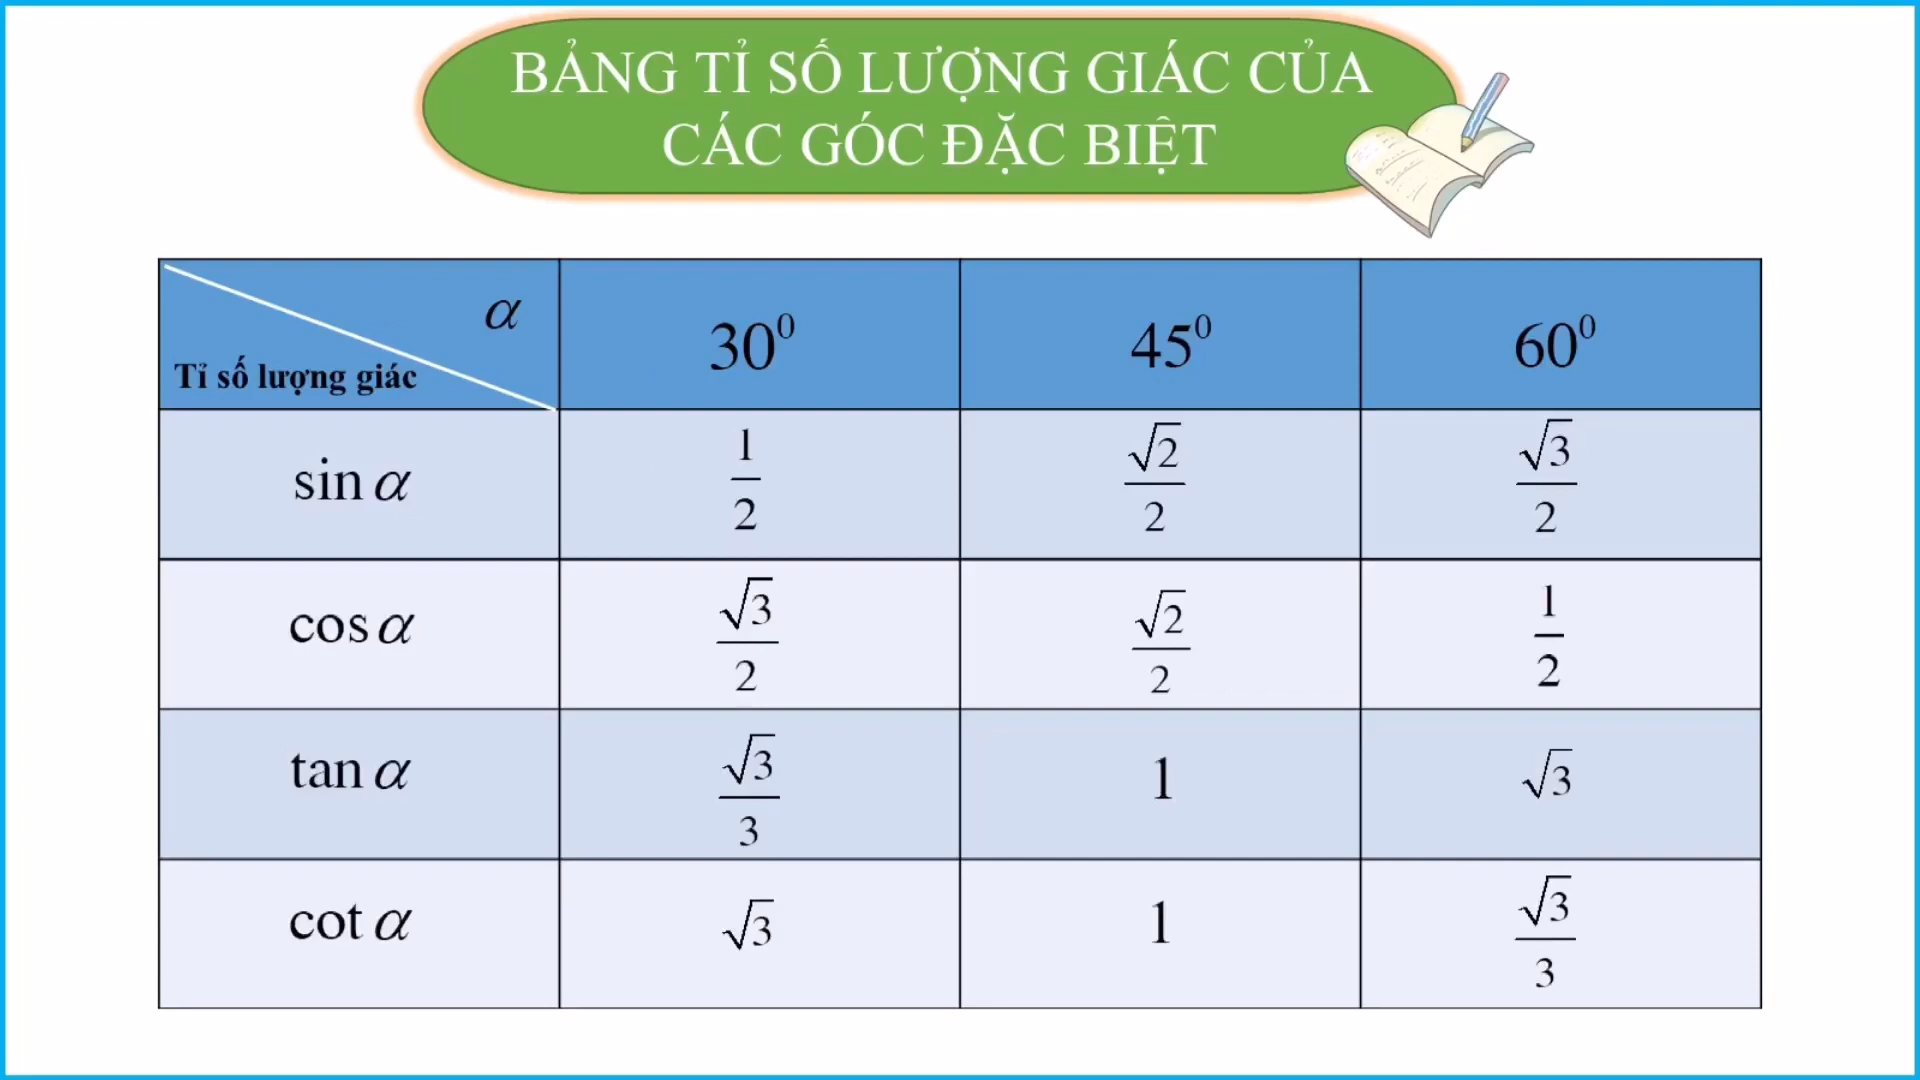 BẢNG TỈ SỐ LƯỢNG GIÁC CỦA
CÁC GÓC ĐẶC BIỆT
α
Tỉ số lượng giác
30⁰ 45⁰ 60⁰
sin α 1/2 √2/2 √3/2
cos α √3/2 √2/2 1/2
tan α √3/3 1 √3
cot α √3 1 √3/3